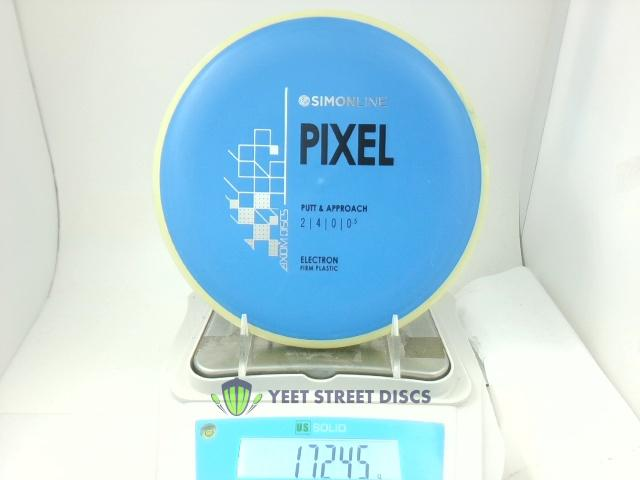 SIMONLINE
PIXEL
PUTT & APPROACH
2 | 4 | 0 | 0.5
ELECTRON
FIRM PLASTIC
AXIOM DISCS
YEET STREET DISCS
US SOLID
172.45 g